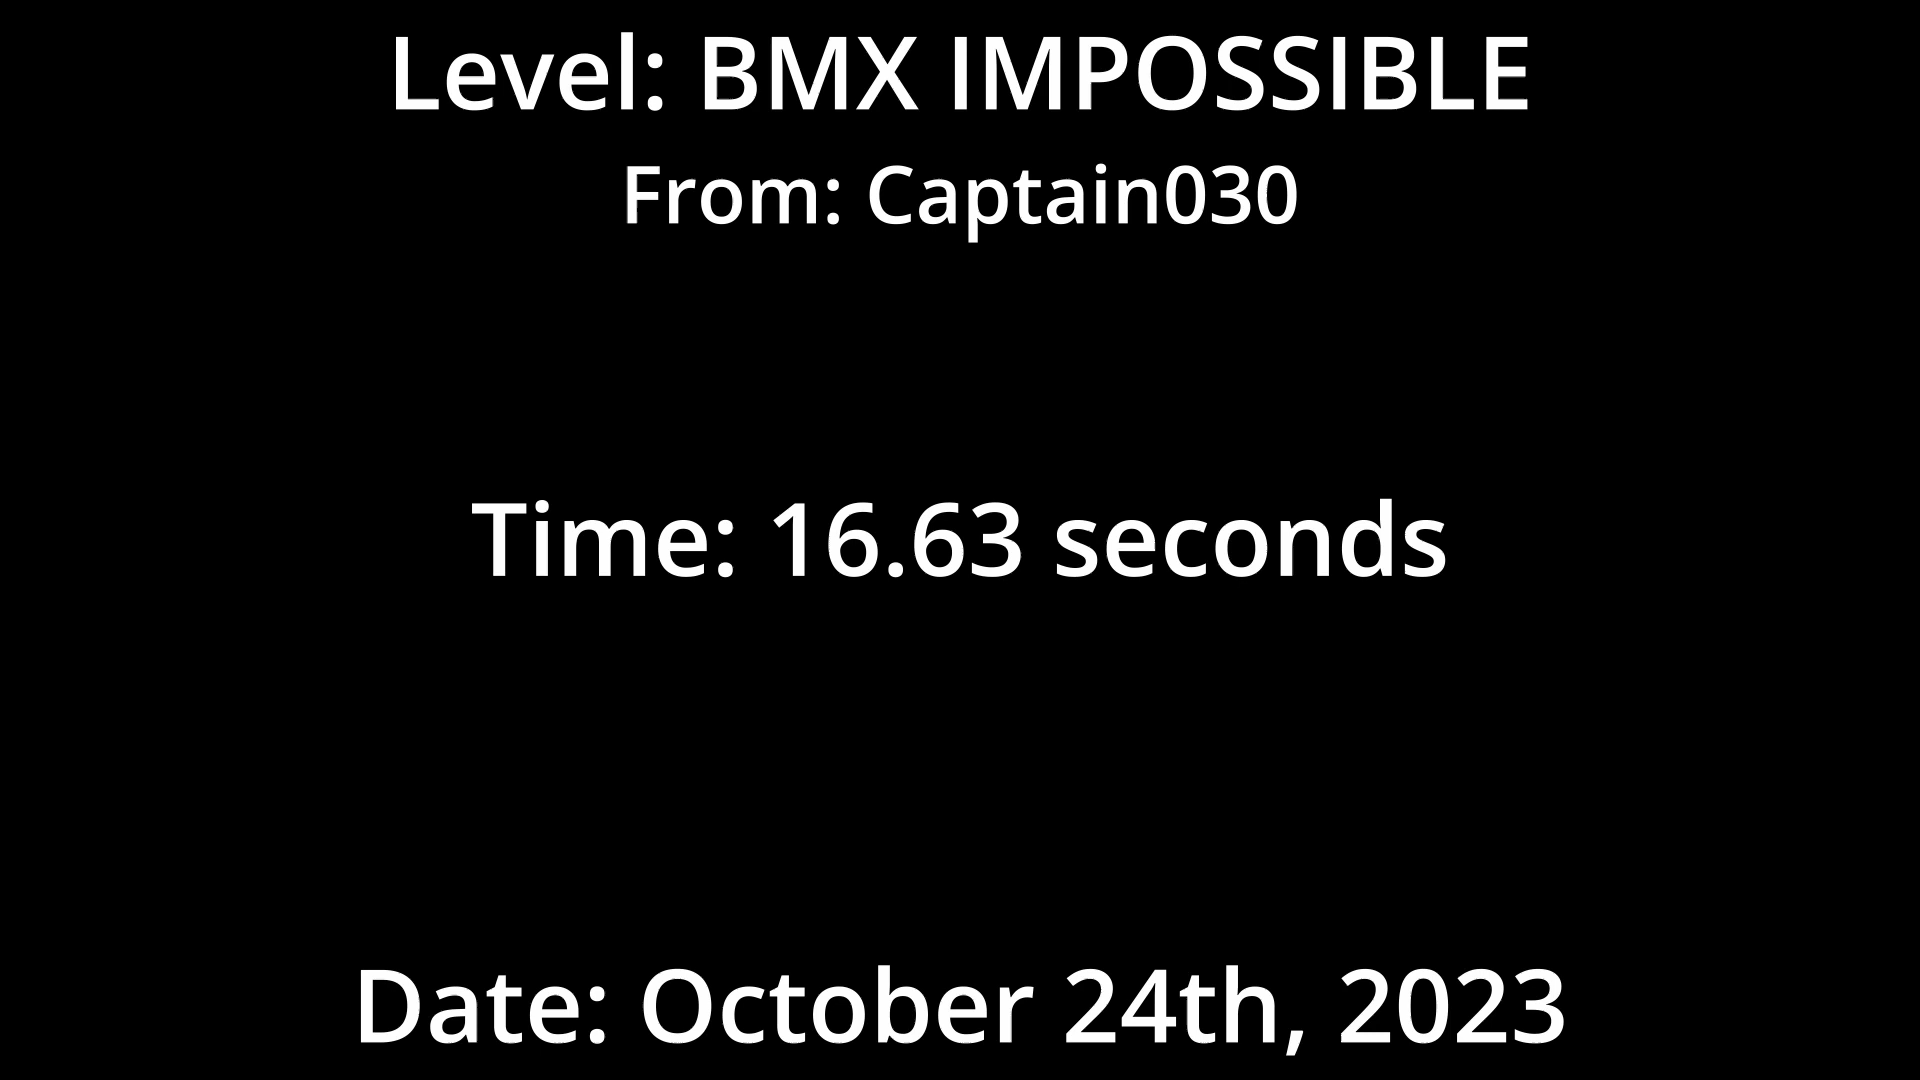 Level: BMX IMPOSSIBLE
From: Captain030
Time: 16.63 seconds
Date: October 24th, 2023